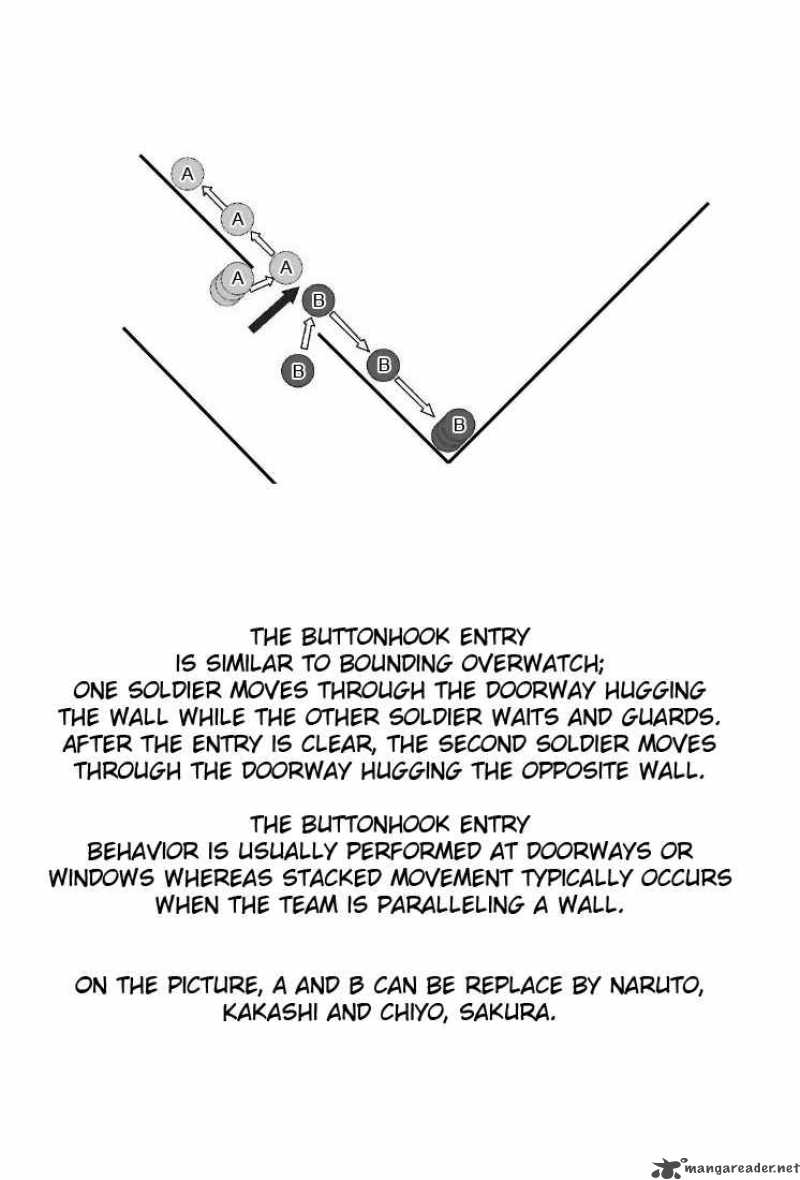 A
A
A
A
B
B
B
B
THE BUTTONHOOK ENTRY
IS SIMILAR TO BOUNDING OVERWATCH;
ONE SOLDIER MOVES THROUGH THE DOORWAY HUGGING
THE WALL WHILE THE OTHER SOLDIER WAITS AND GUARDS.
AFTER THE ENTRY IS CLEAR, THE SECOND SOLDIER MOVES
THROUGH THE DOORWAY HUGGING THE OPPOSITE WALL.
THE BUTTONHOOK ENTRY
BEHAVIOR IS USUALLY PERFORMED AT DOORWAYS OR
WINDOWS WHEREAS STACKED MOVEMENT TYPICALLY OCCURS
WHEN THE TEAM IS PARALLELING A WALL.
ON THE PICTURE, A AND B CAN BE REPLACE BY NARUTO,
KAKASHI AND CHIYO, SAKURA.
mangareader.net